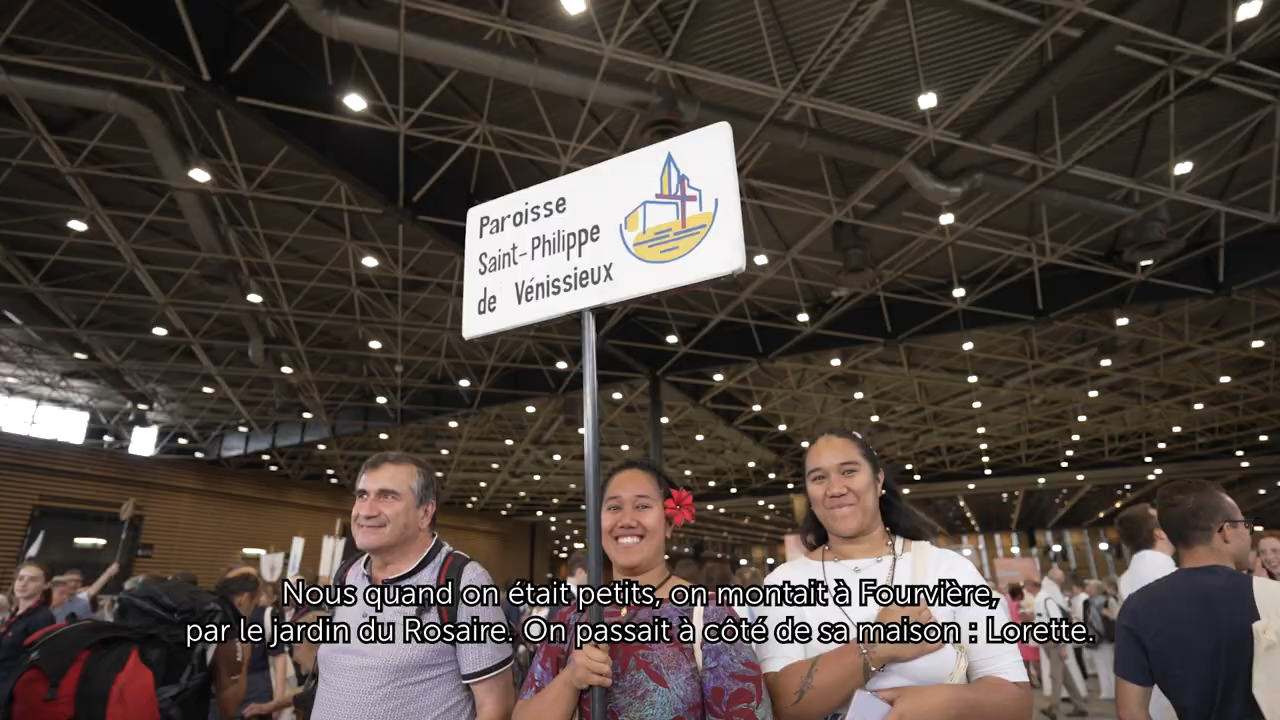 Paroisse
Saint-Philippe
de Vénissieux
Nous quand on était petits, on montait à Fourvière,
par le jardin du Rosaire. On passait à côté de sa maison : Lorette.